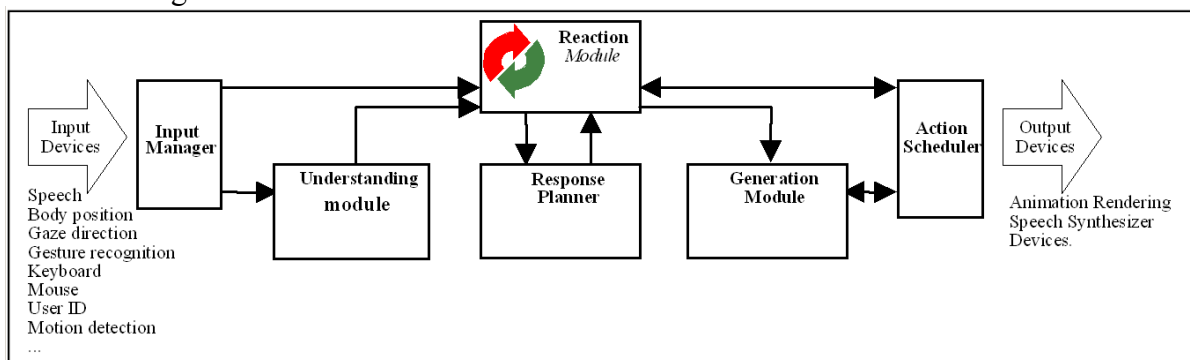 Input
Devices
Speech
Body position
Gaze direction
Gesture recognition
Keyboard
Mouse
User ID
Motion detection
...
Input
Manager
Understanding
module
Reaction
Module
Response
Planner
Generation
Module
Action
Scheduler
Output
Devices
Animation Rendering
Speech Synthesizer
Devices.